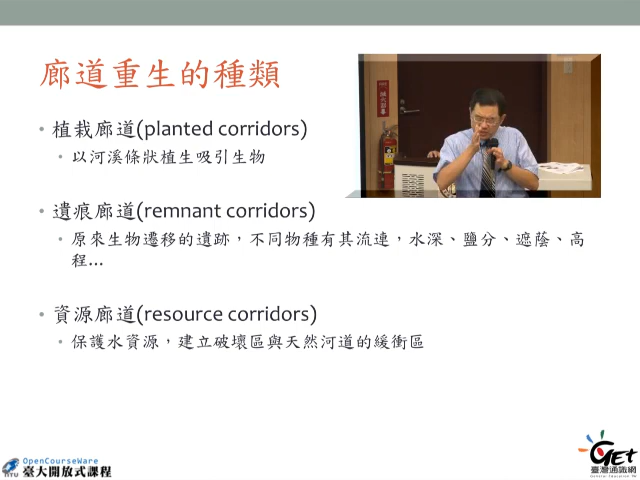 廊道重生的種類
• 植栽廊道(planted corridors)
• 以河溪條狀植生吸引生物
• 遺痕廊道(remnant corridors)
• 原來生物遷移的遺跡，不同物種有其流連，水深、鹽分、遮蔭、高
程…
• 資源廊道(resource corridors)
• 保護水資源，建立破壞區與天然河道的緩衝區
OpenCourseWare
NTU 臺大開放式課程
GET
臺灣通識網